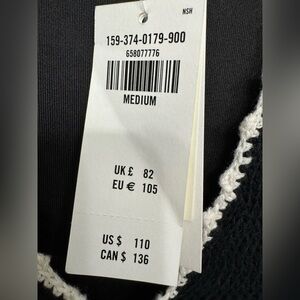 NSH
159-374-0179-900
658077776
MEDIUM
UK £ 82
EU € 105
US $ 110
CAN $ 136